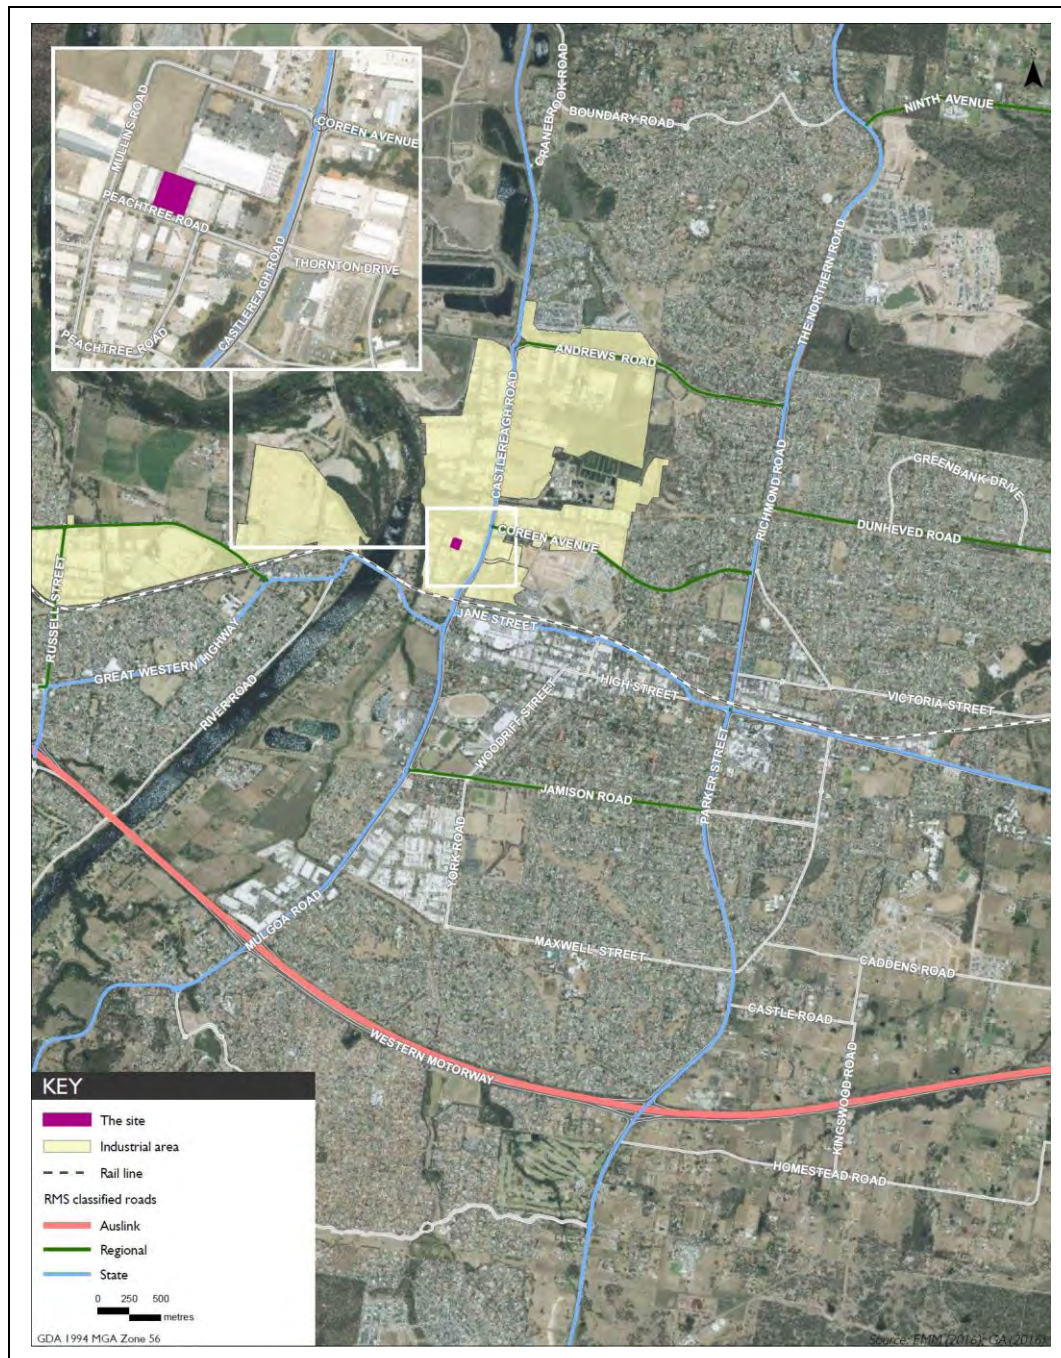 CRANEBROOK ROAD
BOUNDARY ROAD
NINTH AVENUE
MULLINS ROAD
COREEN AVENUE
PEACHTREE ROAD
THORNTON DRIVE
CASTLEREAGH ROAD
PEACHTREE ROAD
THE NORTHERN ROAD
ANDREWS ROAD
CASTLEREAGH ROAD
GREENBANK DRIVE
RICHMOND ROAD
DUNHEVED ROAD
COREEN AVENUE
RUSSELL STREET
JANE STREET
GREAT WESTERN HIGHWAY
RIVER ROAD
HIGH STREET
VICTORIA STREET
WOODRIFF STREET
PARKER STREET
JAMISON ROAD
YORK ROAD
MULGOA ROAD
MAXWELL STREET
CADDENS ROAD
CASTLE ROAD
WESTERN MOTORWAY
KINGSWOOD ROAD
HOMESTEAD ROAD
KEY
The site
Industrial area
Rail line
RMS classified roads
Auslink
Regional
State
0 250 500
metres
GDA 1994 MGA Zone 56
Source: EMM (2016); GA (2016)